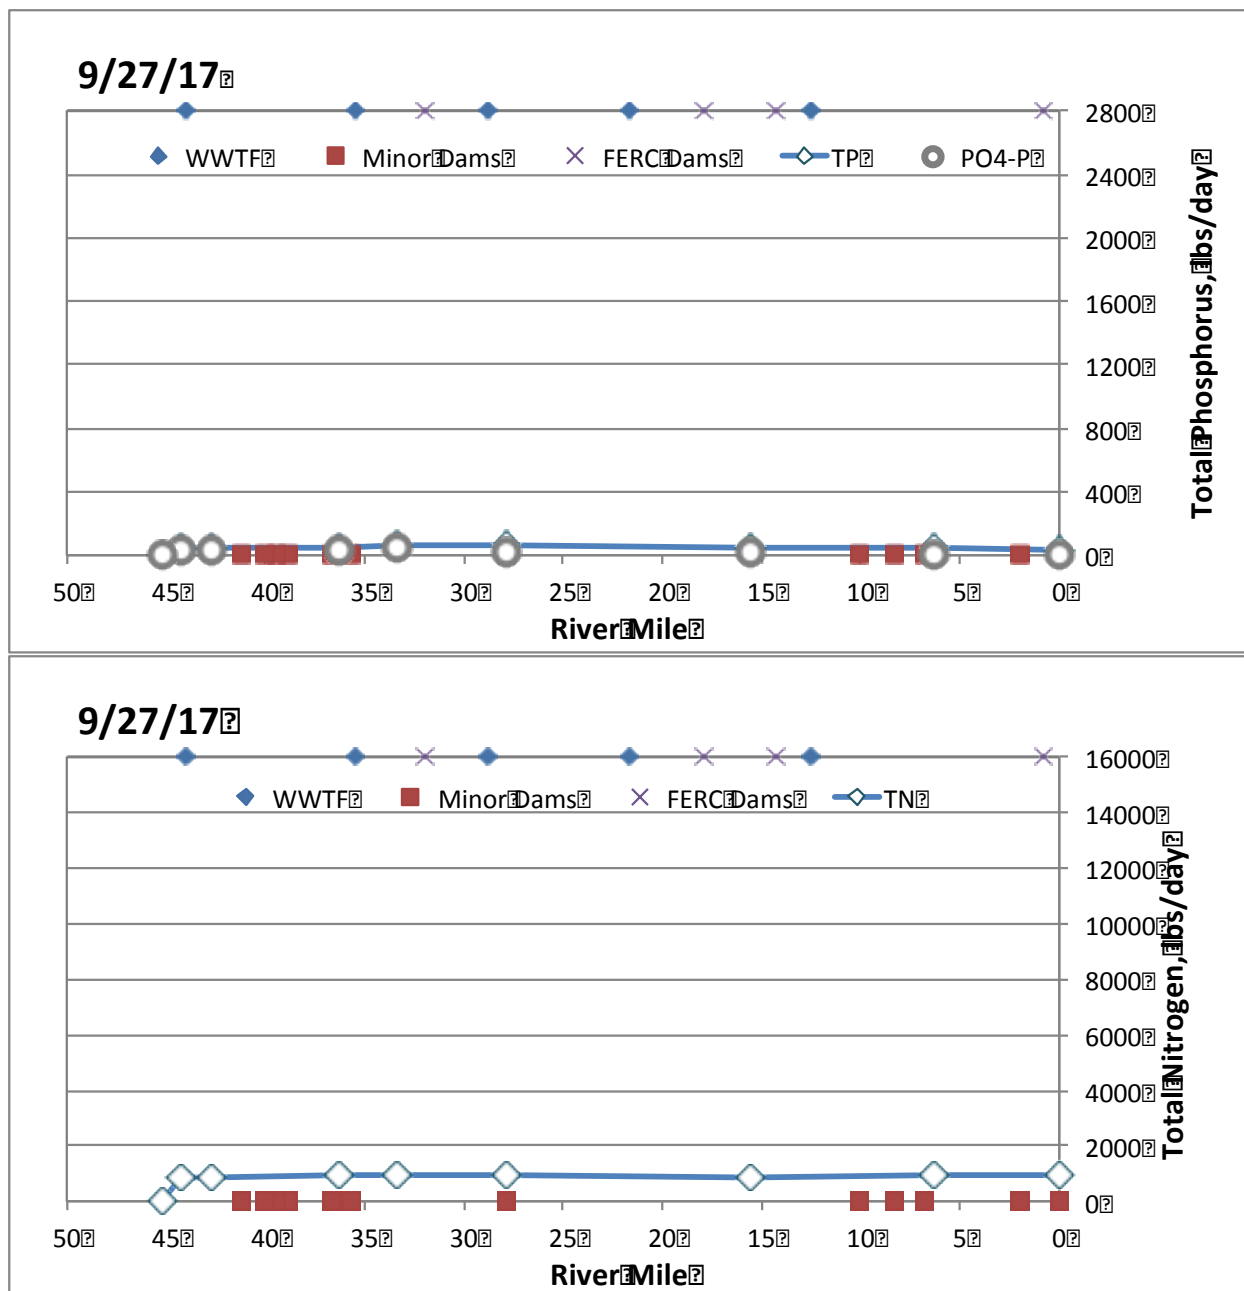 9/27/17
2800
WWTF Minor Dams FERC Dams TP PO4-P
2400
2000
1600
1200
800
400
0
Total Phosphorus, lbs/day
50 45 40 35 30 25 20 15 10 5 0
River Mile
9/27/17
16000
WWTF Minor Dams FERC Dams TN
14000
12000
10000
8000
6000
4000
2000
0
Total Nitrogen, lbs/day
50 45 40 35 30 25 20 15 10 5 0
River Mile